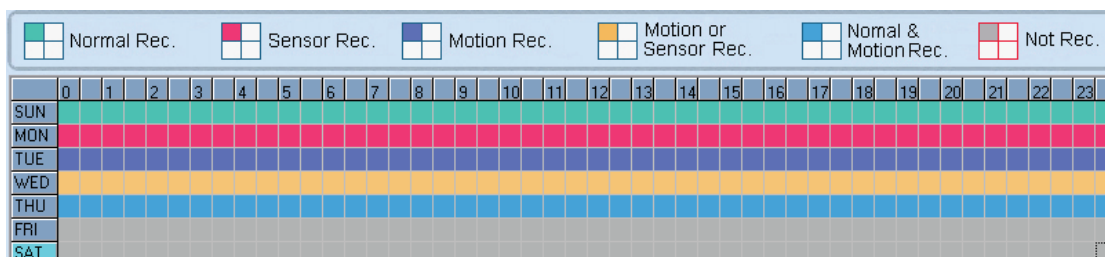 Normal Rec.
Sensor Rec.
Motion Rec.
Motion or
Sensor Rec.
Nomal &
Motion Rec.
Not Rec.
0 1 2 3 4 5 6 7 8 9 10 11 12 13 14 15 16 17 18 19 20 21 22 23
SUN
MON
TUE
WED
THU
FRI
SAT